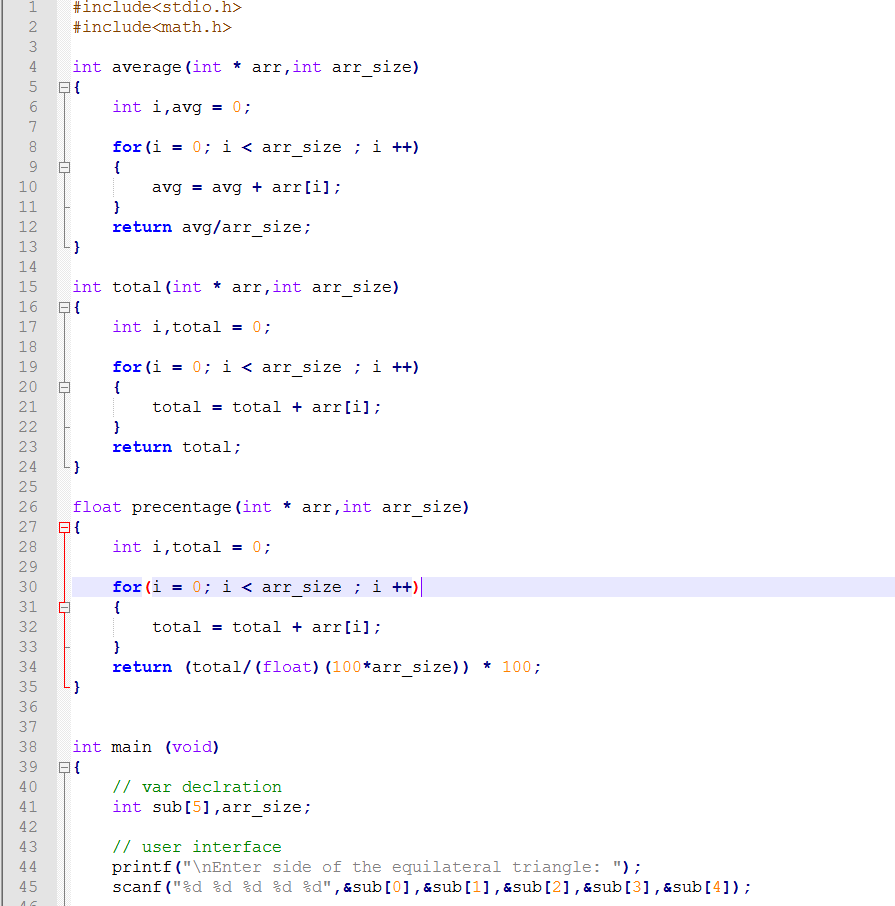 1 #include<stdio.h>
2 #include<math.h>
3
4 int average(int * arr,int arr_size)
5 {
6 int i,avg = 0;
7
8 for(i = 0; i < arr_size ; i ++)
9 {
10 avg = avg + arr[i];
11 }
12 return avg/arr_size;
13 }
14
15 int total(int * arr,int arr_size)
16 {
17 int i,total = 0;
18
19 for(i = 0; i < arr_size ; i ++)
20 {
21 total = total + arr[i];
22 }
23 return total;
24 }
25
26 float precentage(int * arr,int arr_size)
27 {
28 int i,total = 0;
29
30 for(i = 0; i < arr_size ; i ++)
31 {
32 total = total + arr[i];
33 }
34 return (total/(float)(100*arr_size)) * 100;
35 }
36
37
38 int main (void)
39 {
40 // var declration
41 int sub[5],arr_size;
42
43 // user interface
44 printf("\nEnter side of the equilateral triangle: ");
45 scanf("%d %d %d %d %d",&sub[0],&sub[1],&sub[2],&sub[3],&sub[4]);